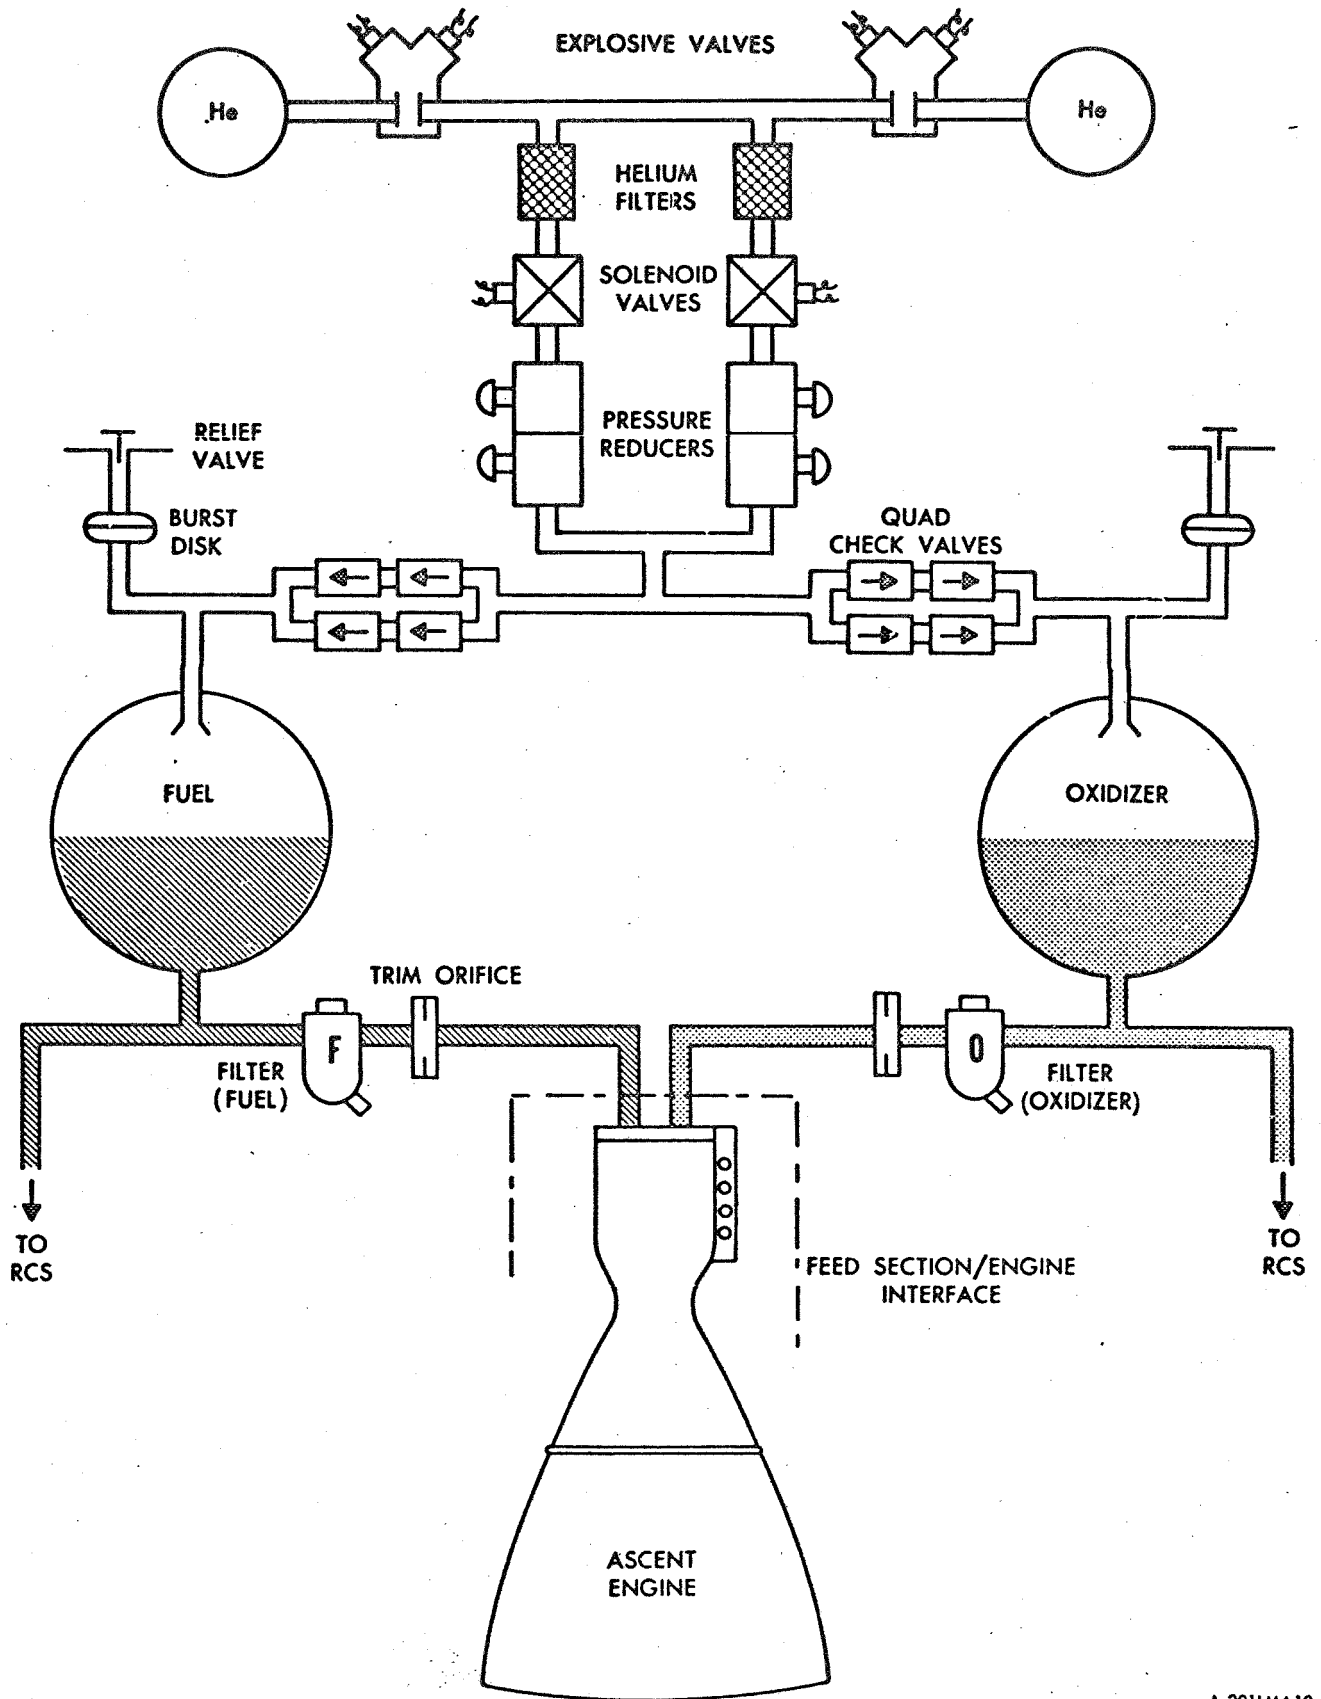 EXPLOSIVE VALVES
He
He
HELIUM
FILTERS
SOLENOID
VALVES
PRESSURE
REDUCERS
RELIEF
VALVE
BURST
DISK
QUAD
CHECK VALVES
FUEL
OXIDIZER
TRIM ORIFICE
F
O
FILTER
(FUEL)
FILTER
(OXIDIZER)
TO
RCS
TO
RCS
FEED SECTION/ENGINE
INTERFACE
ASCENT
ENGINE